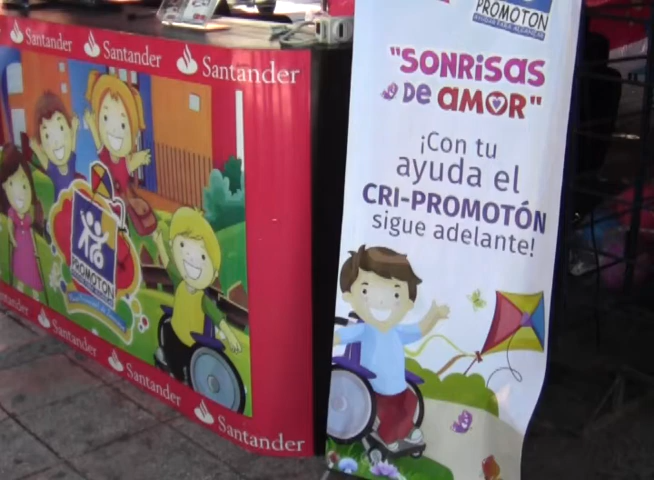 Santander
Santander
Santander
PROMOTON
PROMOTON
"SONRISAS
DE AMOR"
¡Con tu
ayuda el
CRI-PROMOTÓN
sigue adelante!
Santander
Santander
Santander
Santander